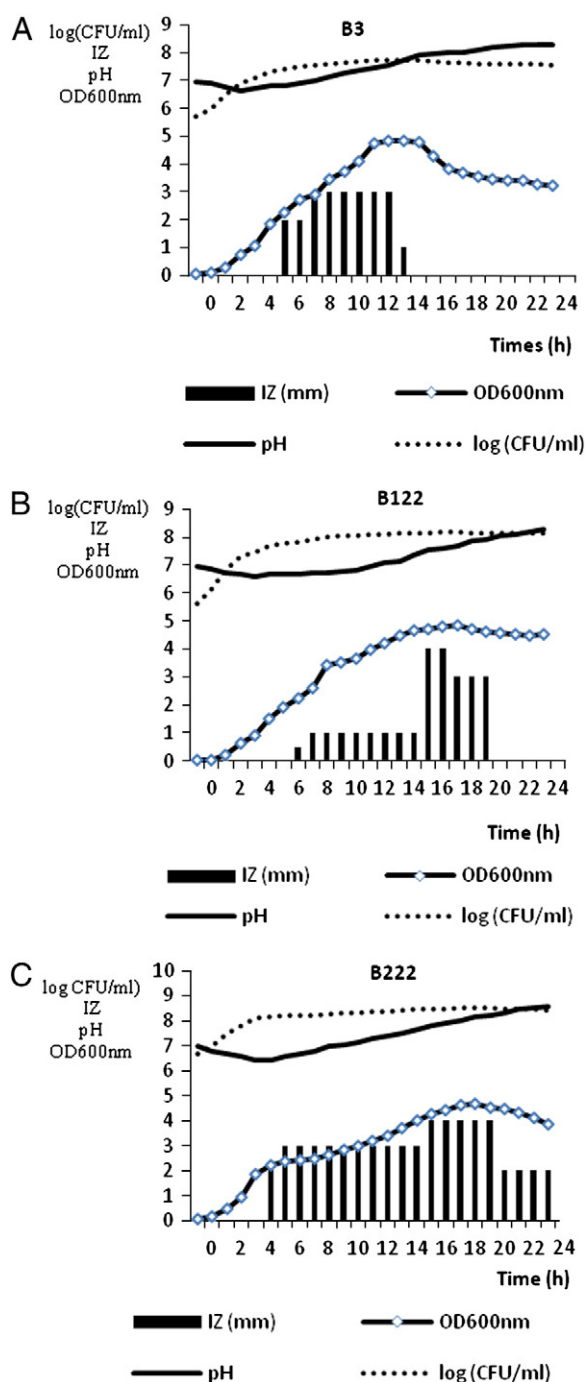 A
log(CFU/ml)
IZ
pH
OD600nm
B3
9
8
7
6
5
4
3
2
1
0
0 2 4 6 8 10 12 14 16 18 20 22 24
Times (h)
IZ (mm) OD600nm
pH log (CFU/ml)
B
log(CFU/ml)
IZ
pH
OD600nm
B122
9
8
7
6
5
4
3
2
1
0
0 2 4 6 8 10 12 14 16 18 20 22 24
Time (h)
IZ (mm) OD600nm
pH log (CFU/ml)
C
log CFU/ml)
IZ
pH
OD600nm
B222
10
9
8
7
6
5
4
3
2
1
0
0 2 4 6 8 10 12 14 16 18 20 22 24
Time (h)
IZ (mm) OD600nm
pH log (CFU/ml)